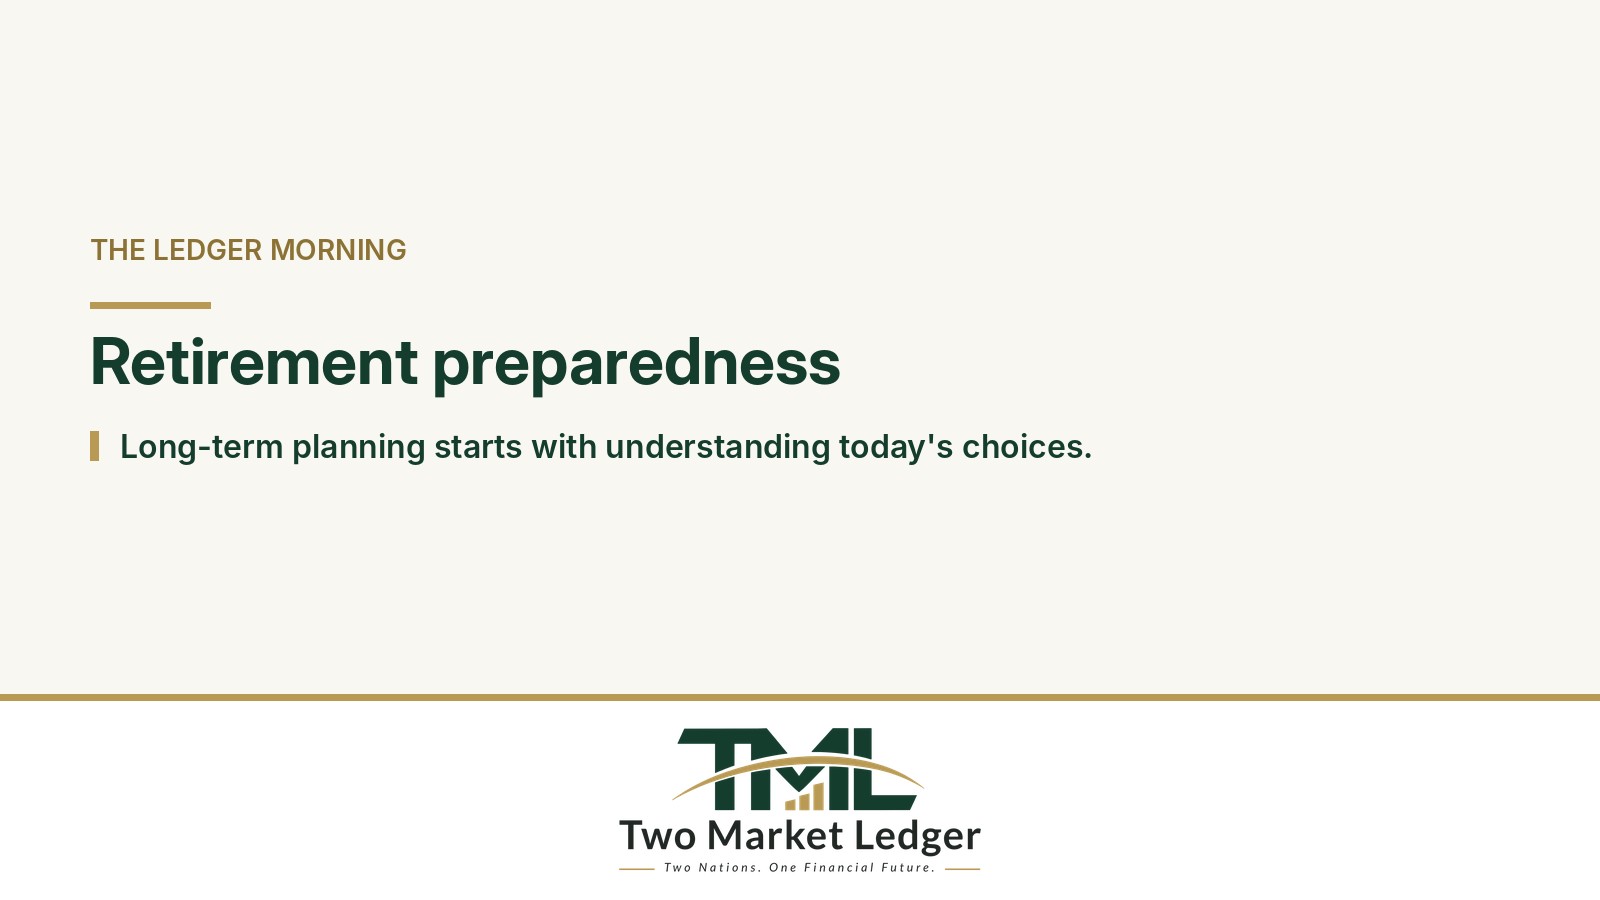 THE LEDGER MORNING
Retirement preparedness
Long-term planning starts with understanding today's choices.
TML
Two Market Ledger
Two Nations. One Financial Future.